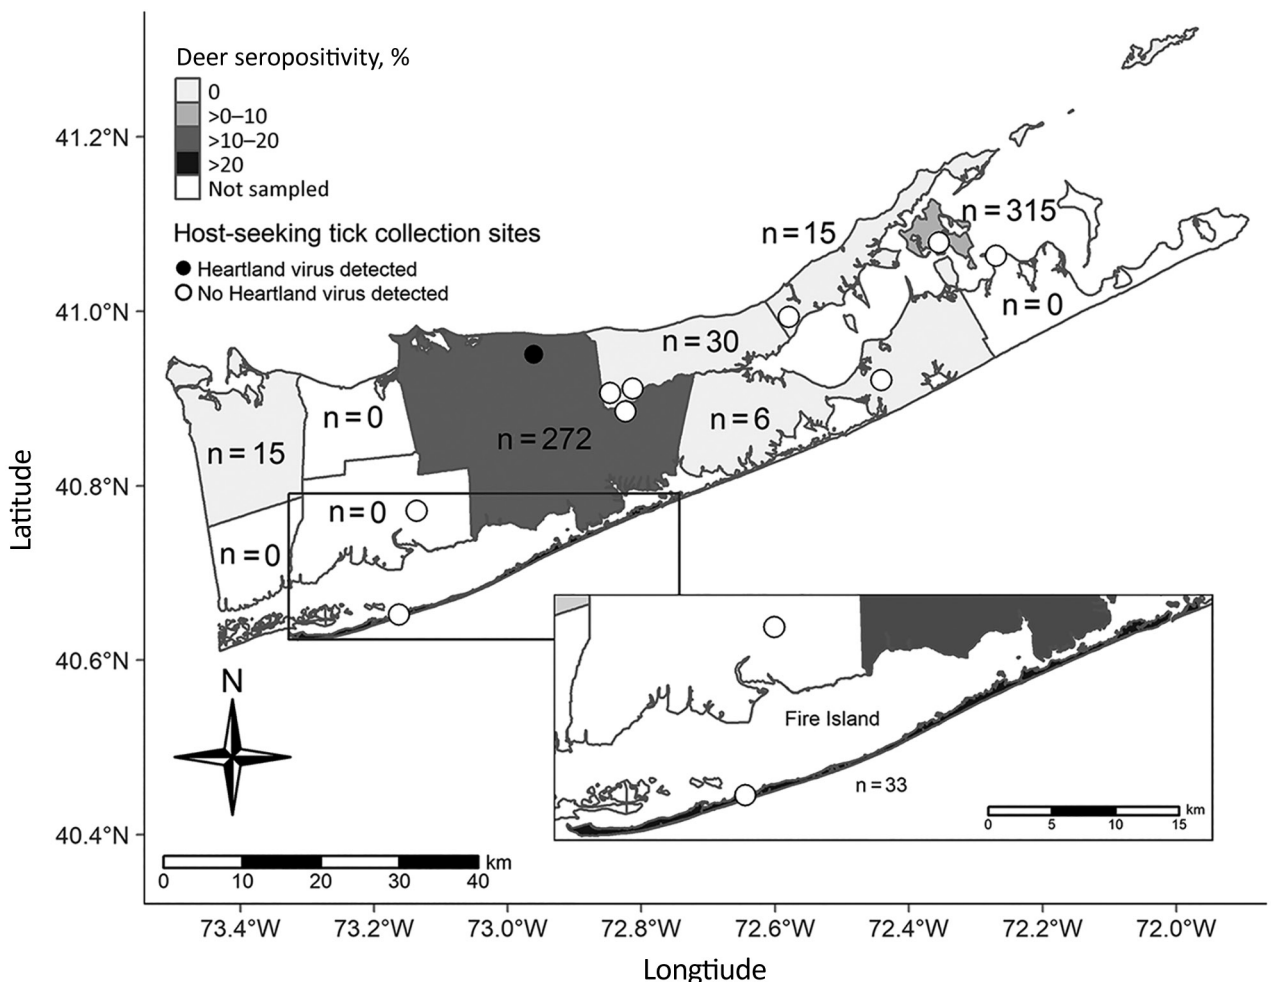 Deer seropositivity, %
0
>0–10
>10–20
>20
Not sampled
Host-seeking tick collection sites
Heartland virus detected
No Heartland virus detected
41.2°N
41.0°N
40.8°N
40.6°N
40.4°N
Latitude
n=315
n=15
n=0
n=30
n=0
n=6
n=272
n=15
n=0
n=0
N
Fire Island
n=33
km
0 5 10 15
km
0 10 20 30 40
73.4°W 73.2°W 73.0°W 72.8°W 72.6°W 72.4°W 72.2°W 72.0°W
Longtiude